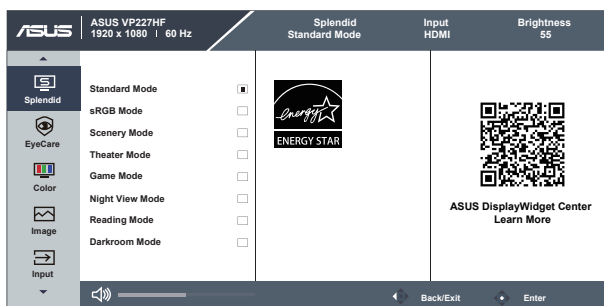 ASUS
ASUS VP227HF
1920 x 1080 | 60 Hz
Splendid
Standard Mode
Input
HDMI
Brightness
55
Splendid
EyeCare
Color
Image
Input
Standard Mode
sRGB Mode
Scenery Mode
Theater Mode
Game Mode
Night View Mode
Reading Mode
Darkroom Mode
energy
ENERGY STAR
ASUS DisplayWidget Center
Learn More
Back/Exit
Enter